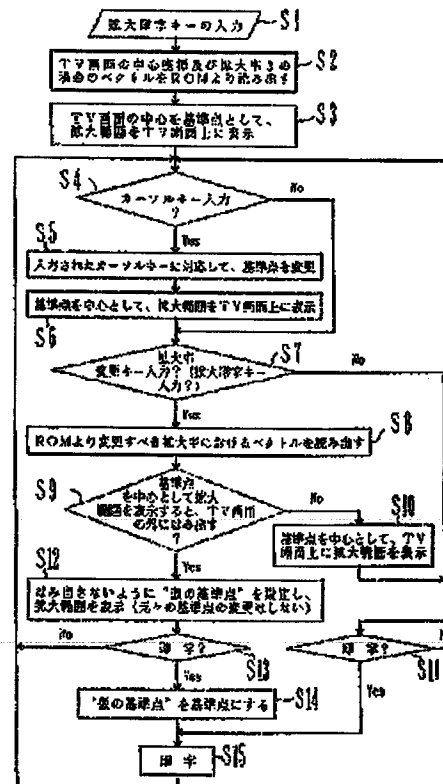 拡大印字キーの入力
S1
TV画面の中心座標及び拡大率3の
場合のベクトルをROMより読み出す
S2
TV画面の中心を基準点として、
拡大範囲をTV画面上に表示
S3
S4
カーソルキー入力
?
No
Yes
S5
入力されたカーソルキーに対応して、基準点を変更
基準点を中心として、拡大範囲をTV画面上に表示
S6
S7
拡大率
変更キー入力?(拡大印字キー
入力?)
No
Yes
ROMより変更すべき拡大率におけるベクトルを読み出す
S8
S9
基準点
を中心として拡大
範囲を表示すると、TV画面
の外にはみ出す
?
No
S10
基準点を中心として、TV
画面上に拡大範囲を表示
Yes
S12
はみ出さないように"仮の基準点"を設定し、
拡大範囲を表示(元々の基準点の変更はしない)
No
印字?
S13
印字?
S11
Yes
Yes
"仮の基準点"を基準点にする
S14
印字
S15